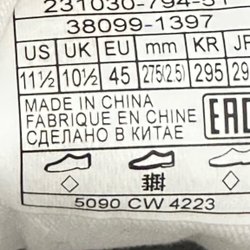 231030-794-51
38099-1397
US UK EU mm KR JP
11½ 10½ 45 275(2.5) 295 29
MADE IN CHINA
FABRIQUE EN CHINE
СДЕЛАНО В КИТАЕ
EAC
5090 CW 4223